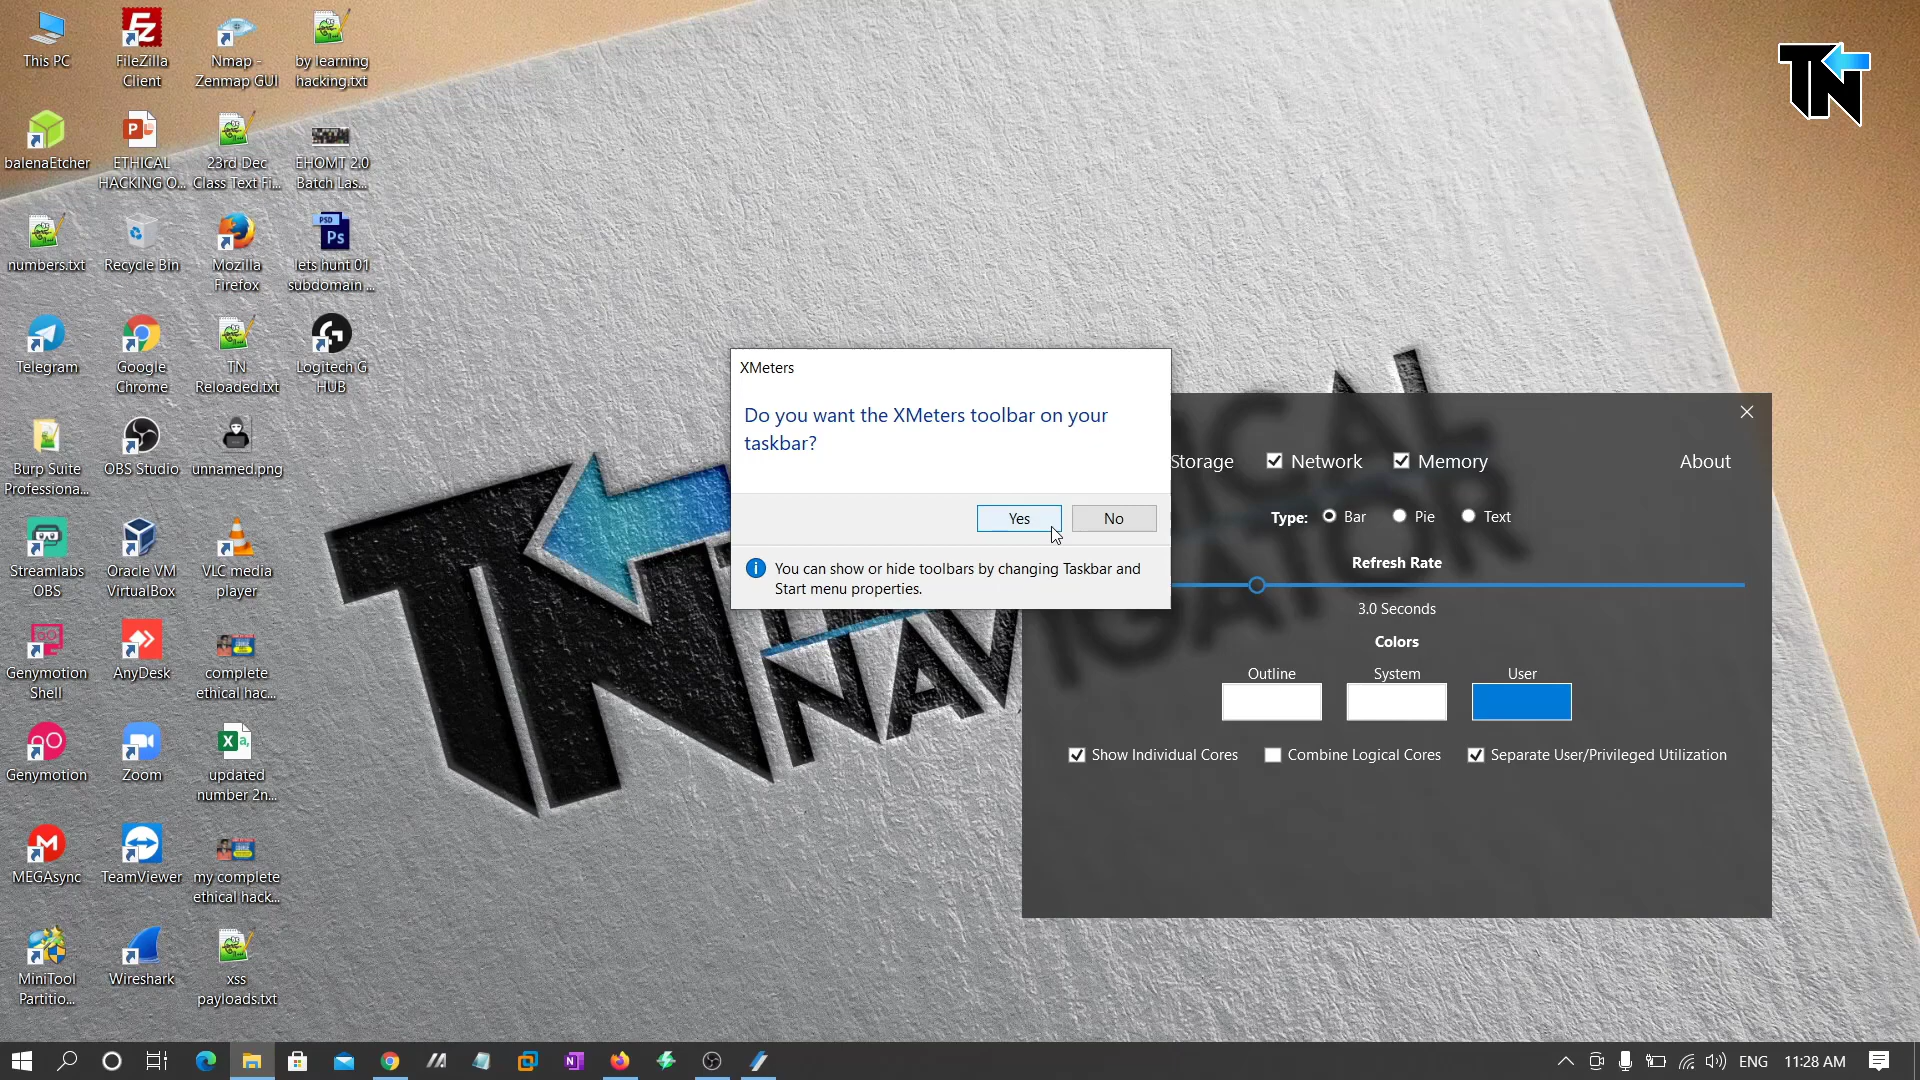 This PC
FileZilla
Client
Nmap -
Zenmap GUI
by learning
hacking.txt
balenaEtcher
ETHICAL
HACKING O...
23rd Dec
Class Text Fi...
EHOMT 2.0
Batch Las...
numbers.txt
Recycle Bin
Mozilla
Firefox
lets hunt 01
subdomain ...
Telegram
Google
Chrome
TN
Reloaded.txt
Logitech G
HUB
Burp Suite
Professiona...
OBS Studio
unnamed.png
Streamlabs
OBS
Oracle VM
VirtualBox
VLC media
player
Genymotion
Shell
AnyDesk
complete
ethical hac...
Genymotion
Zoom
updated
number 2n...
MEGAsync
TeamViewer
my complete
ethical hack...
MiniTool
Partitio...
Wireshark
xss
payloads.txt
TN
XMeters
Do you want the XMeters toolbar on your
taskbar?
Yes
No
You can show or hide toolbars by changing Taskbar and
Start menu properties.
Storage
Network
Memory
About
Type:
Bar
Pie
Text
Refresh Rate
3.0 Seconds
Colors
Outline
System
User
Show Individual Cores
Combine Logical Cores
Separate User/Privileged Utilization
ENG
11:28 AM